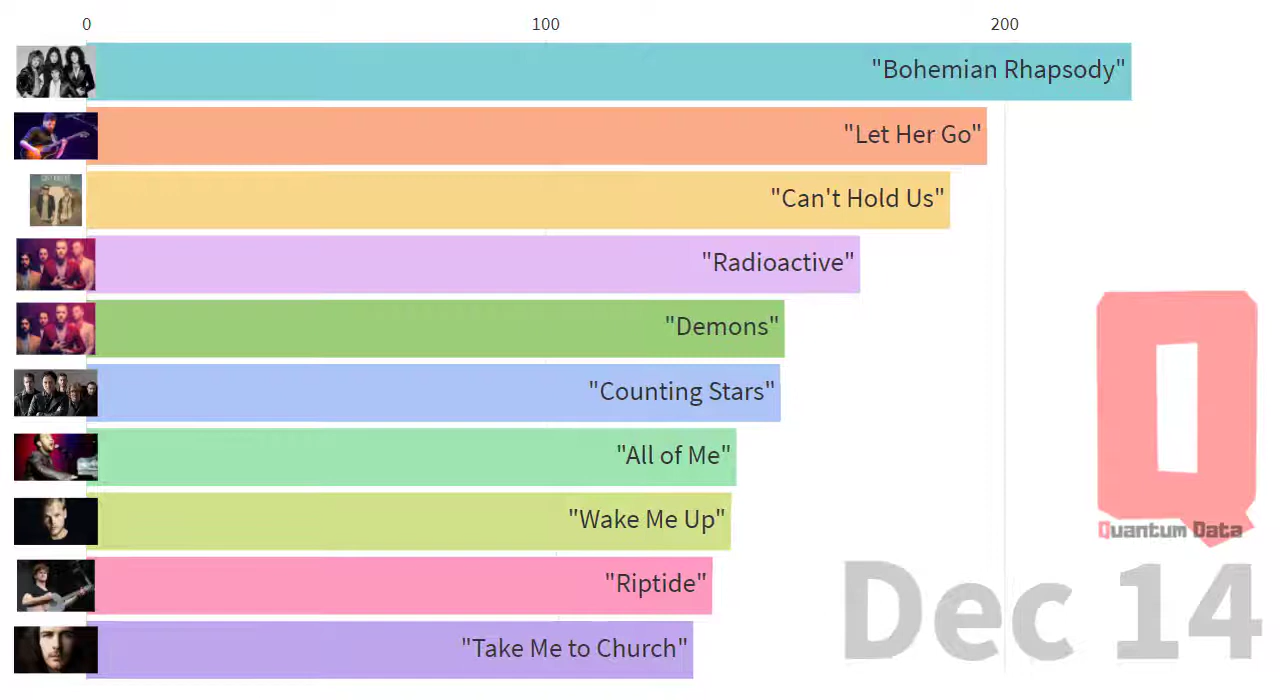 0 100 200
"Bohemian Rhapsody"
"Let Her Go"
"Can't Hold Us"
"Radioactive"
"Demons"
"Counting Stars"
"All of Me"
"Wake Me Up"
"Riptide"
"Take Me to Church"
Q
Quantum Data
Dec 14